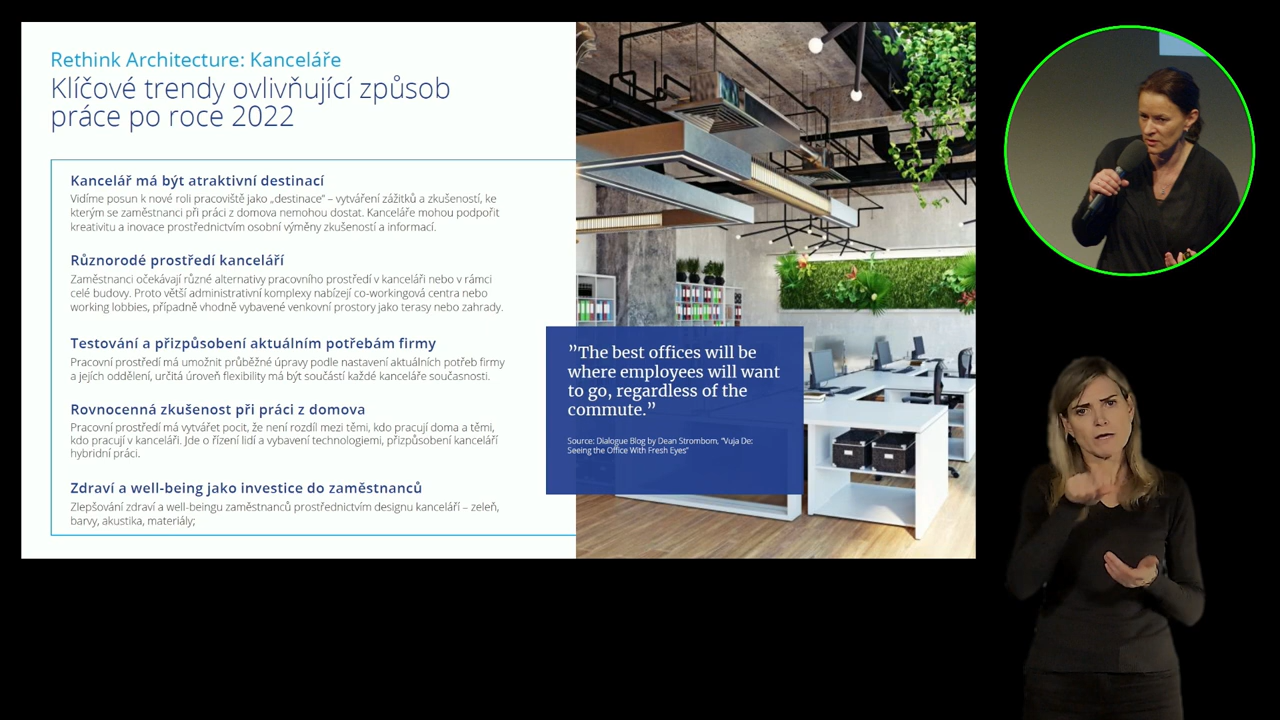 Rethink Architecture: Kanceláře
Klíčové trendy ovlivňující způsob
práce po roce 2022
Kancelář má být atraktivní destinací
Vidíme posun k nové roli pracoviště jako „destinace“ – vytváření zážitků a zkušeností, ke
kterým se zaměstnanci při práci z domova nemohou dostat. Kanceláře mohou podpořit
kreativitu a inovace prostřednictvím osobní výměny zkušeností a informací.
Různorodé prostředí kanceláří
Zaměstnanci očekávají různé alternativy pracovního prostředí v kanceláři nebo v rámci
celé budovy. Proto větší administrativní komplexy nabízejí co-workingová centra nebo
working lobbies, případně vhodně vybavené venkovní prostory jako terasy nebo zahrady.
Testování a přizpůsobení aktuálním potřebám firmy
Pracovní prostředí má umožnit průběžné úpravy podle nastavení aktuálních potřeb firmy
a jejích oddělení, určitá úroveň flexibility má být součástí každé kanceláře současnosti.
Rovnocenná zkušenost při práci z domova
Pracovní prostředí má vytvářet pocit, že není rozdíl mezi těmi, kdo pracují doma a těmi,
kdo pracují v kanceláři. Jde o řízení lidí a vybavení technologiemi, přizpůsobení kanceláří
hybridní práci.
Zdraví a well-being jako investice do zaměstnanců
Zlepšování zdraví a well-beingu zaměstnanců prostřednictvím designu kanceláří – zeleň,
barvy, akustika, materiály;
”The best offices will be
where employees will want
to go, regardless of the
commute.”
Source: Dialogue Blog by Dean Strombom, “Vuja De:
Seeing the Office With Fresh Eyes”